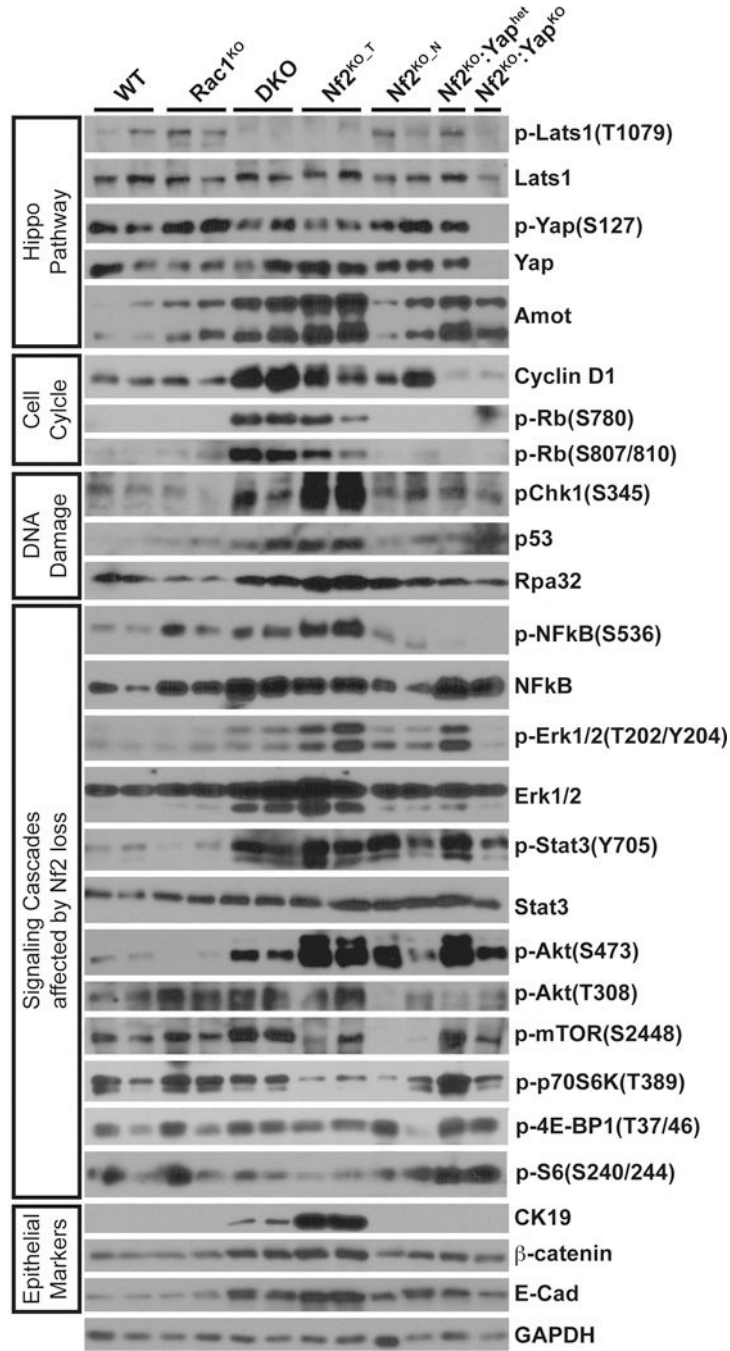 WT
Rac1KO
DKO
Nf2KO_T
Nf2KO_N
Nf2KO:Yaphet
Nf2KO:YapKO
Hippo
Pathway
p-Lats1(T1079)
Lats1
p-Yap(S127)
Yap
Amot
Cell
Cylcle
Cyclin D1
p-Rb(S780)
p-Rb(S807/810)
DNA
Damage
pChk1(S345)
p53
Rpa32
Signaling Cascades
affected by Nf2 loss
p-NFkB(S536)
NFkB
p-Erk1/2(T202/Y204)
Erk1/2
p-Stat3(Y705)
Stat3
p-Akt(S473)
p-Akt(T308)
p-mTOR(S2448)
p-p70S6K(T389)
p-4E-BP1(T37/46)
p-S6(S240/244)
Epithelial
Markers
CK19
β-catenin
E-Cad
GAPDH